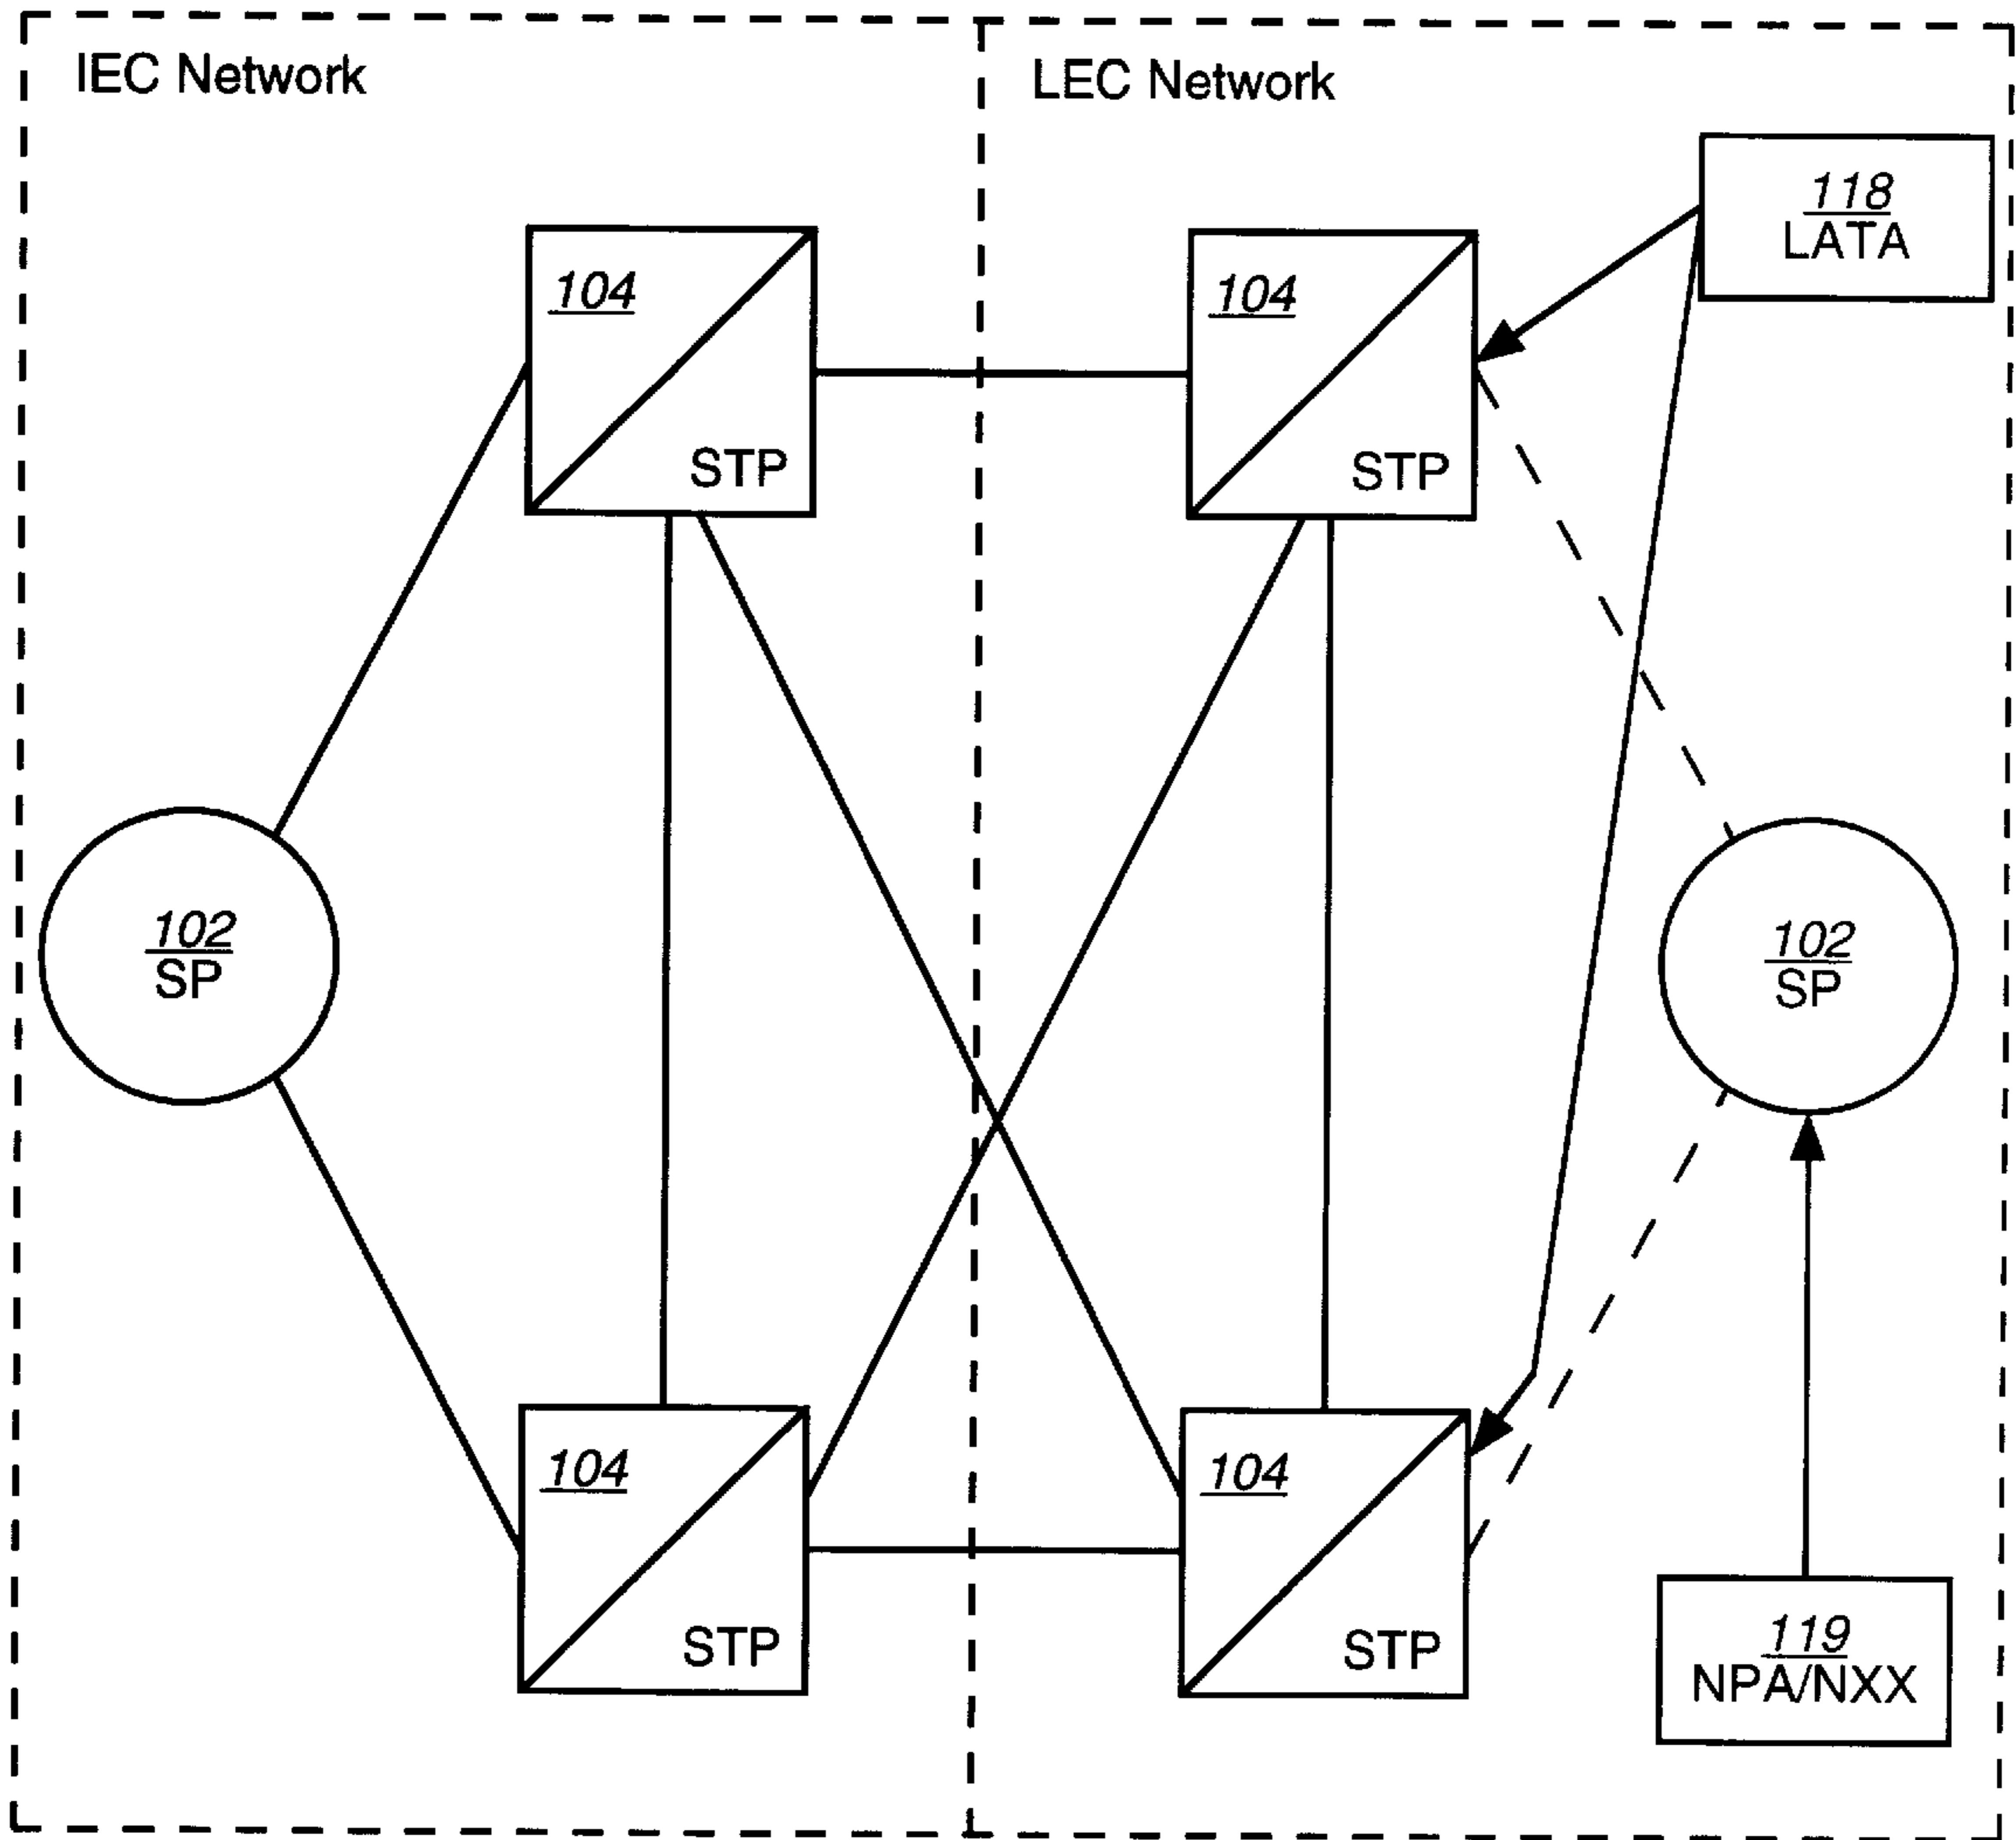 IEC Network
LEC Network
118
LATA
104
STP
104
STP
102
SP
102
SP
104
STP
104
STP
119
NPA/NXX